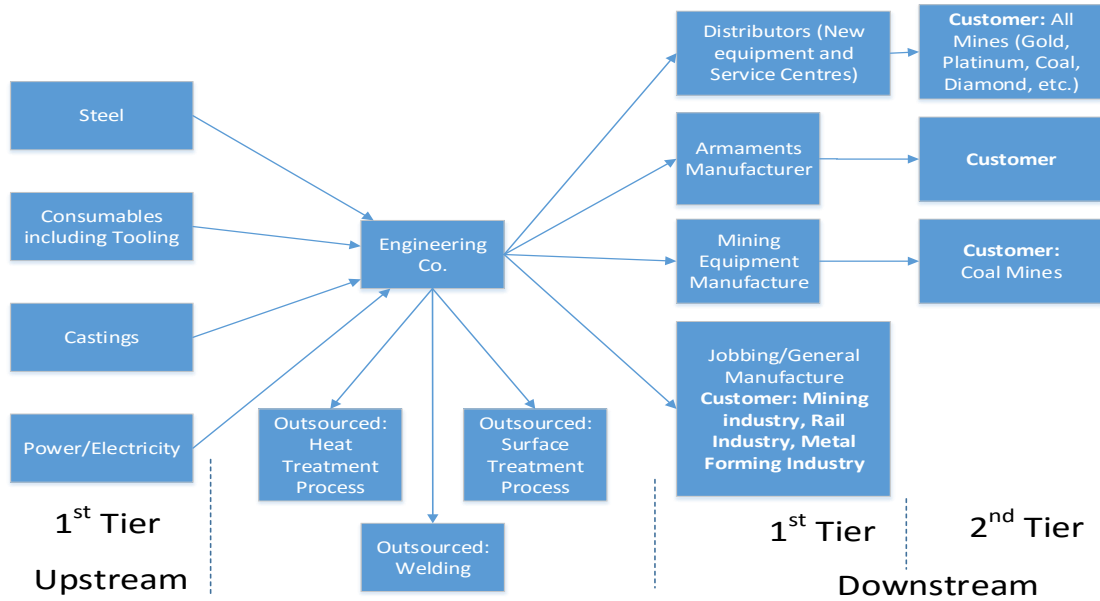 Steel
Consumables
including Tooling
Castings
Power/Electricity
1st Tier
Upstream
Engineering
Co.
Outsourced:
Heat
Treatment
Process
Outsourced:
Welding
Outsourced:
Surface
Treatment
Process
Distributors (New
equipment and
Service Centres)
Armaments
Manufacturer
Mining
Equipment
Manufacture
Jobbing/General
Manufacture
Customer: Mining
industry, Rail
Industry, Metal
Forming Industry
Customer: All
Mines (Gold,
Platinum, Coal,
Diamond, etc.)
Customer
Customer:
Coal Mines
1st Tier
2nd Tier
Downstream